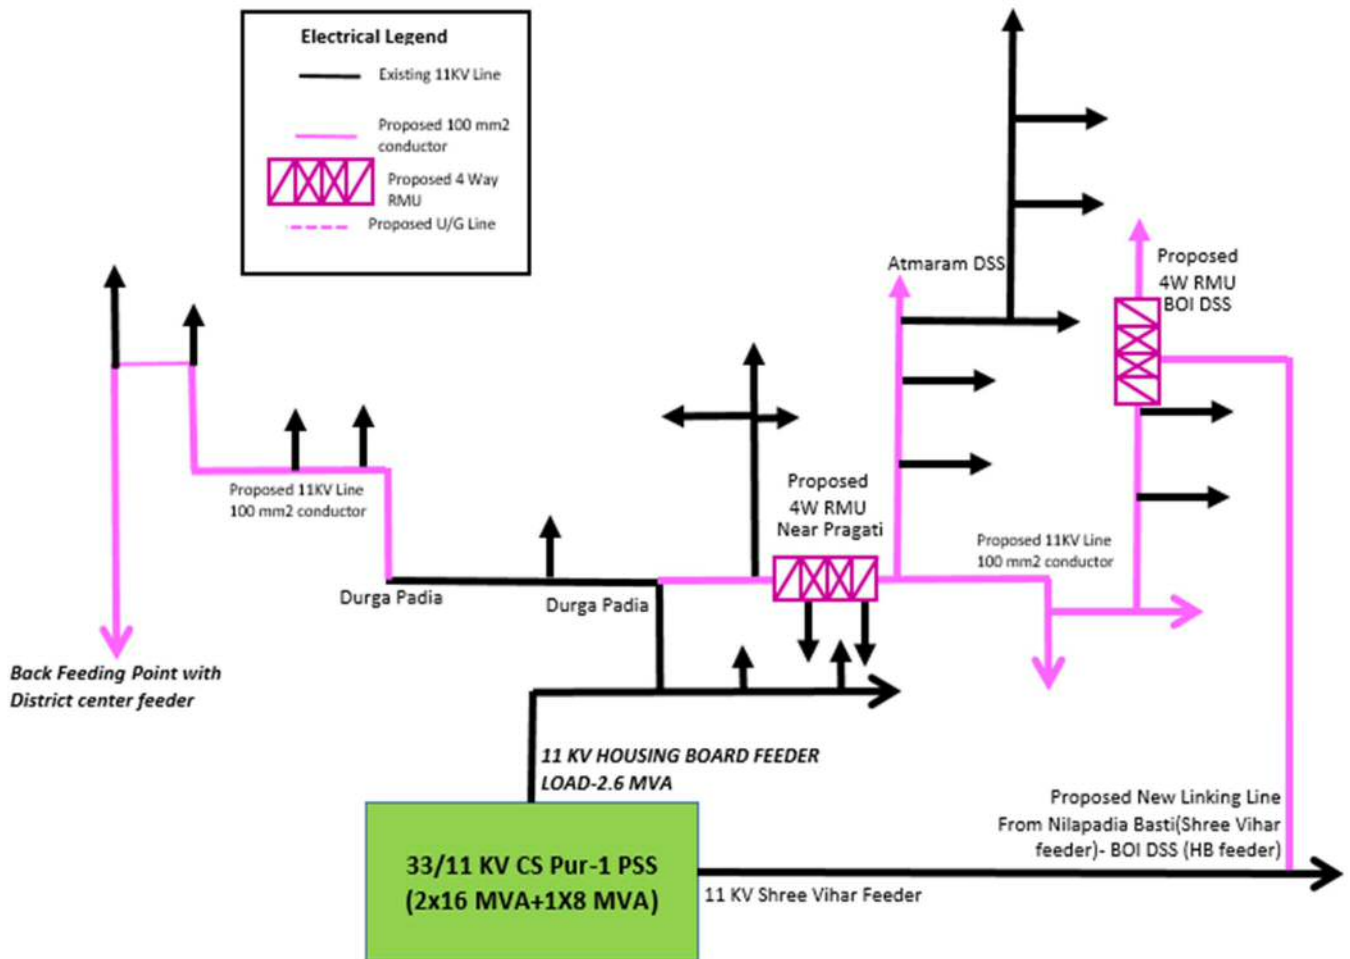 Electrical Legend
Existing 11KV Line
Proposed 100 mm2
conductor
Proposed 4 Way
RMU
Proposed U/G Line
Atmaram DSS
Proposed
4W RMU
BOI DSS
Proposed 11KV Line
100 mm2 conductor
Proposed
4W RMU
Near Pragati
Proposed 11KV Line
100 mm2 conductor
Durga Padia
Durga Padia
Back Feeding Point with
District center feeder
11 KV HOUSING BOARD FEEDER
LOAD-2.6 MVA
Proposed New Linking Line
From Nilapadia Basti(Shree Vihar
feeder)- BOI DSS (HB feeder)
33/11 KV CS Pur-1 PSS
(2x16 MVA+1X8 MVA)
11 KV Shree Vihar Feeder